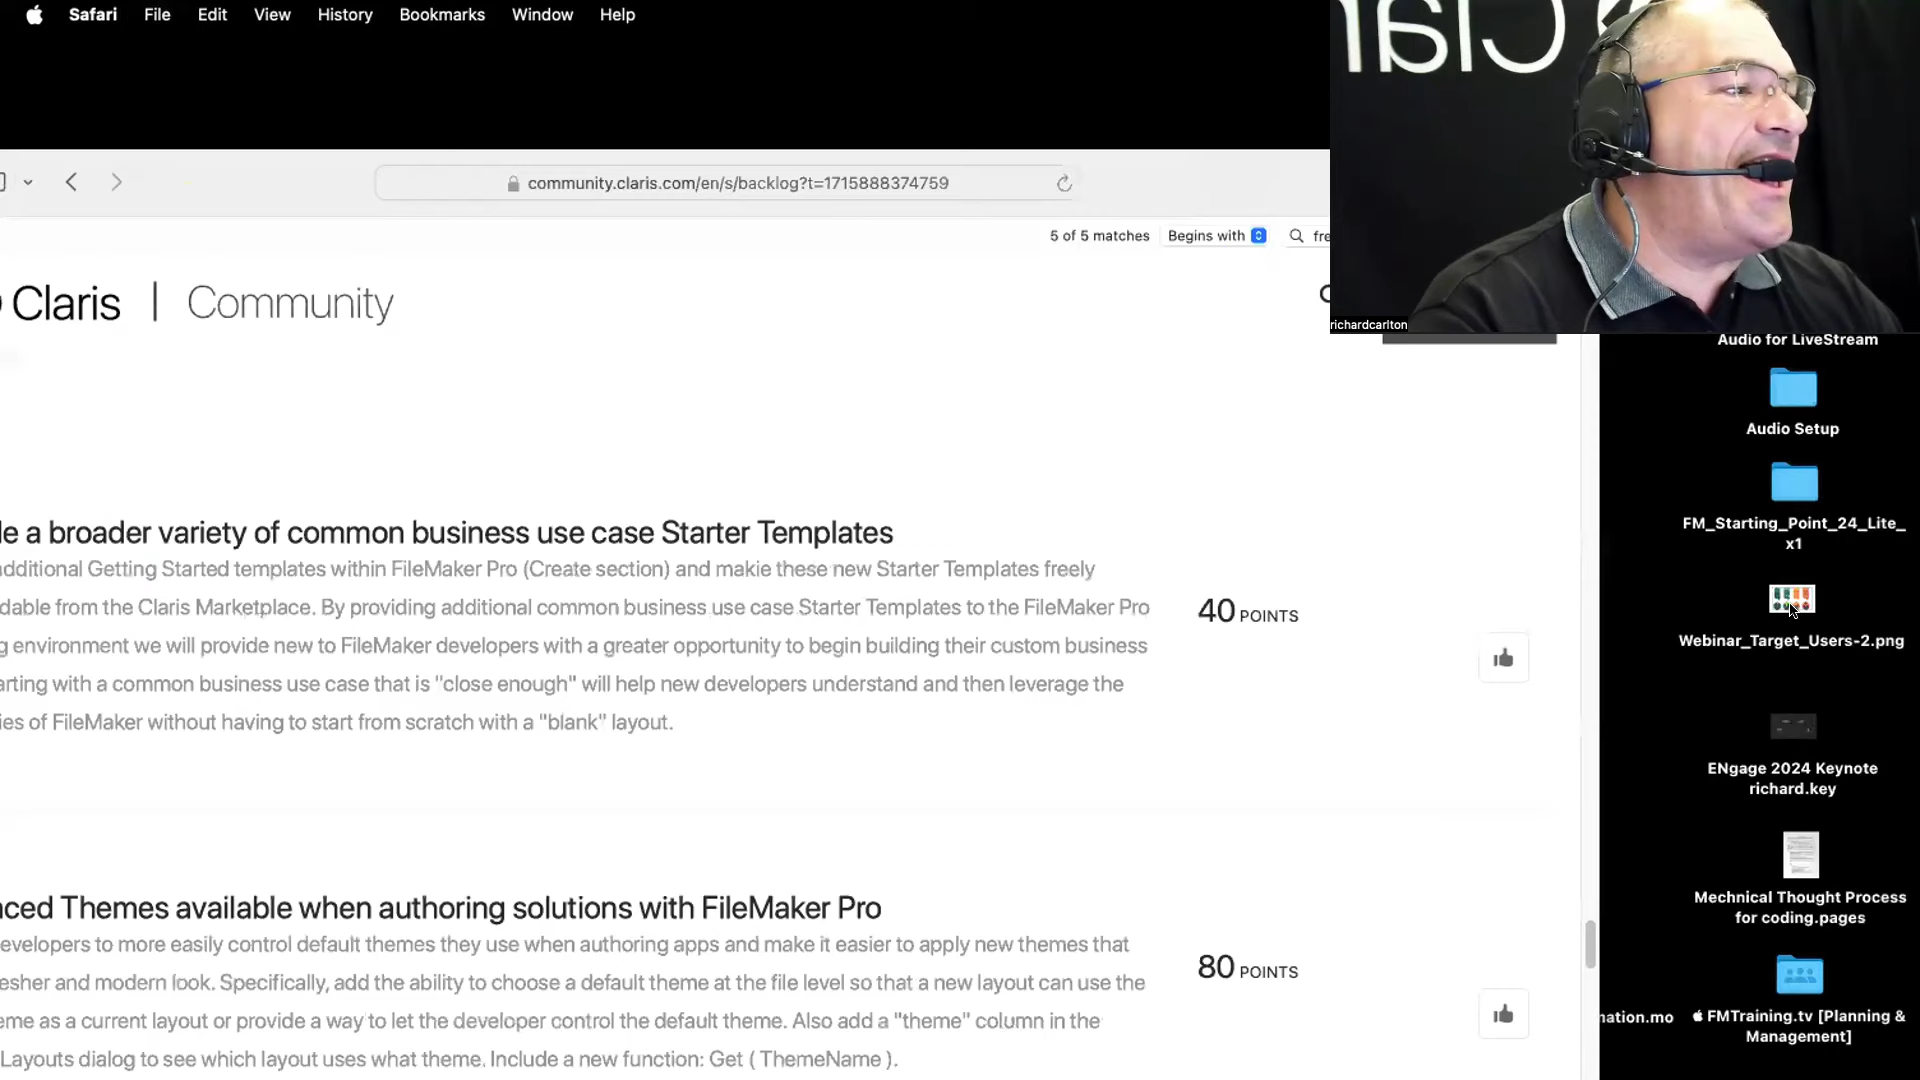 Safari File Edit View History Bookmarks Window Help
Clar
community.claris.com/en/s/backlog?t=1715888374759
5 of 5 matches Begins with fre
Claris | Community
richardcarlton
Audio for LiveStream
Audio Setup
FM_Starting_Point_24_Lite_
x1
Webinar_Target_Users-2.png
ENgage 2024 Keynote
richard.key
Mechnical Thought Process
for coding.pages
nation.mo
FMTraining.tv [Planning &
Management]
le a broader variety of common business use case Starter Templates
additional Getting Started templates within FileMaker Pro (Create section) and makie these new Starter Templates freely
dable from the Claris Marketplace. By providing additional common business use case Starter Templates to the FileMaker Pro
g environment we will provide new to FileMaker developers with a greater opportunity to begin building their custom business
arting with a common business use case that is "close enough" will help new developers understand and then leverage the
ies of FileMaker without having to start from scratch with a "blank" layout.
40 POINTS
nced Themes available when authoring solutions with FileMaker Pro
evelopers to more easily control default themes they use when authoring apps and make it easier to apply new themes that
esher and modern look. Specifically, add the ability to choose a default theme at the file level so that a new layout can use the
eme as a current layout or provide a way to let the developer control the default theme. Also add a "theme" column in the
Layouts dialog to see which layout uses what theme. Include a new function: Get ( ThemeName ).
80 POINTS